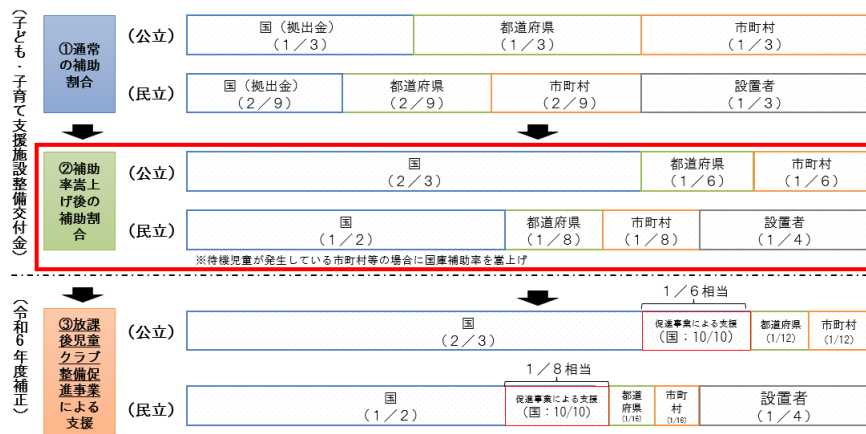 （子ども・子育て支援施設整備交付金）
①通常
の補助
割合
（公立）
国（拠出金）
（１／３）
都道府県
（１／３）
市町村
（１／３）
（民立）
国（拠出金）
（２／９）
都道府県
（２／９）
市町村
（２／９）
設置者
（１／３）
②補助
率嵩上
げ後の
補助割
合
（公立）
国
（２／３）
都道府県
（１／６）
市町村
（１／６）
（民立）
国
（１／２）
都道府県
（１／８）
市町村
（１／８）
設置者
（１／４）
※待機児童が発生している市町村等の場合に国庫補助率を嵩上げ
（令和６年度補正）
③放課
後児童
クラブ
整備促
進事業
による
支援
１／６相当
（公立）
国
（２／３）
促進事業による支援
（国：10/10）
都道府県
（1/12）
市町村
（1/12）
１／８相当
（民立）
国
（１／２）
促進事業による支援
（国：10/10）
都道
府県
（1/16）
市町
村
（1/16）
設置者
（１／４）